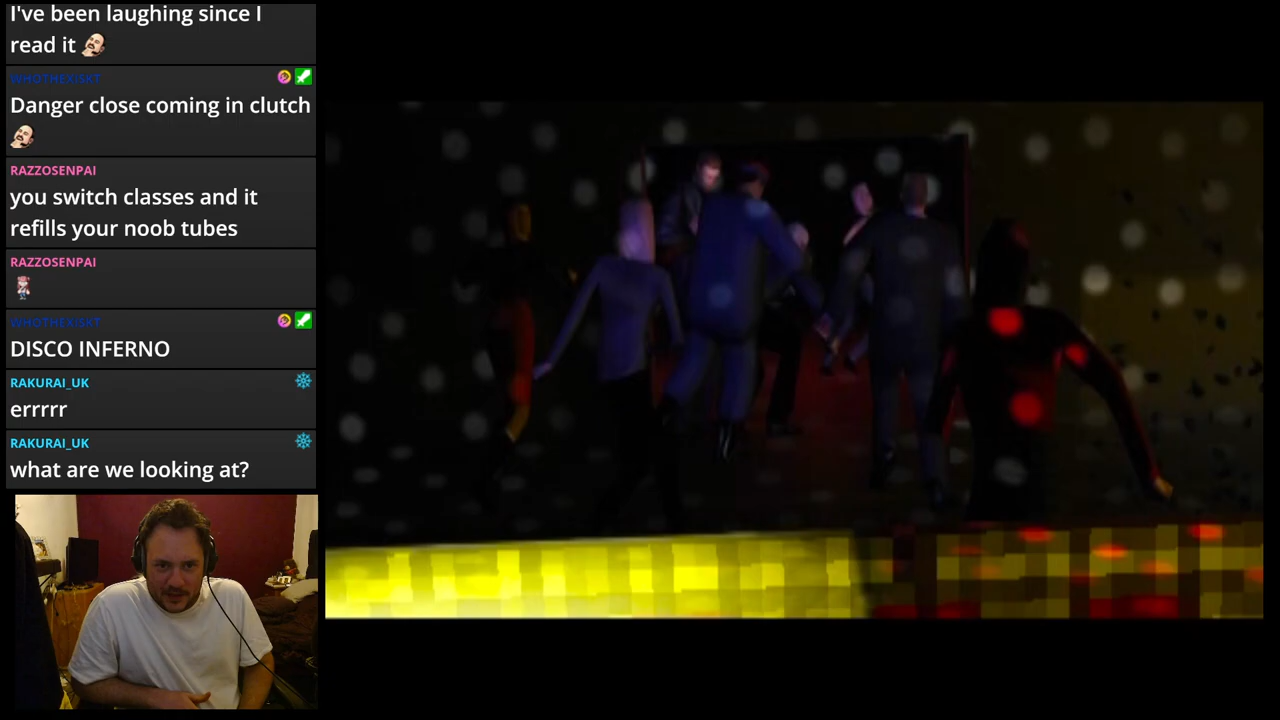 I've been laughing since I
read it
WHOTHEXISKT
Danger close coming in clutch
RAZZOSENPAI
you switch classes and it
refills your noob tubes
RAZZOSENPAI
WHOTHEXISKT
DISCO INFERNO
RAKURAI_UK
errrrr
RAKURAI_UK
what are we looking at?